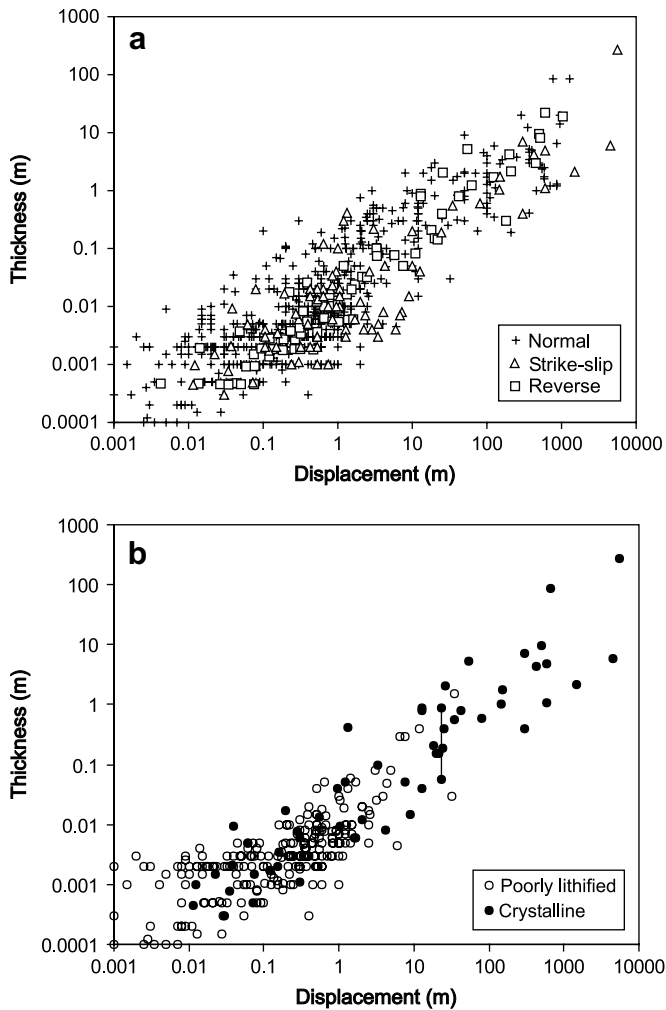 a
1000
100
10
1
0.1
0.01
0.001
0.0001
Thickness (m)
+ Normal
△ Strike-slip
□ Reverse
0.001 0.01 0.1 1 10 100 1000 10000
Displacement (m)
b
1000
100
10
1
0.1
0.01
0.001
0.0001
Thickness (m)
○ Poorly lithified
● Crystalline
0.001 0.01 0.1 1 10 100 1000 10000
Displacement (m)